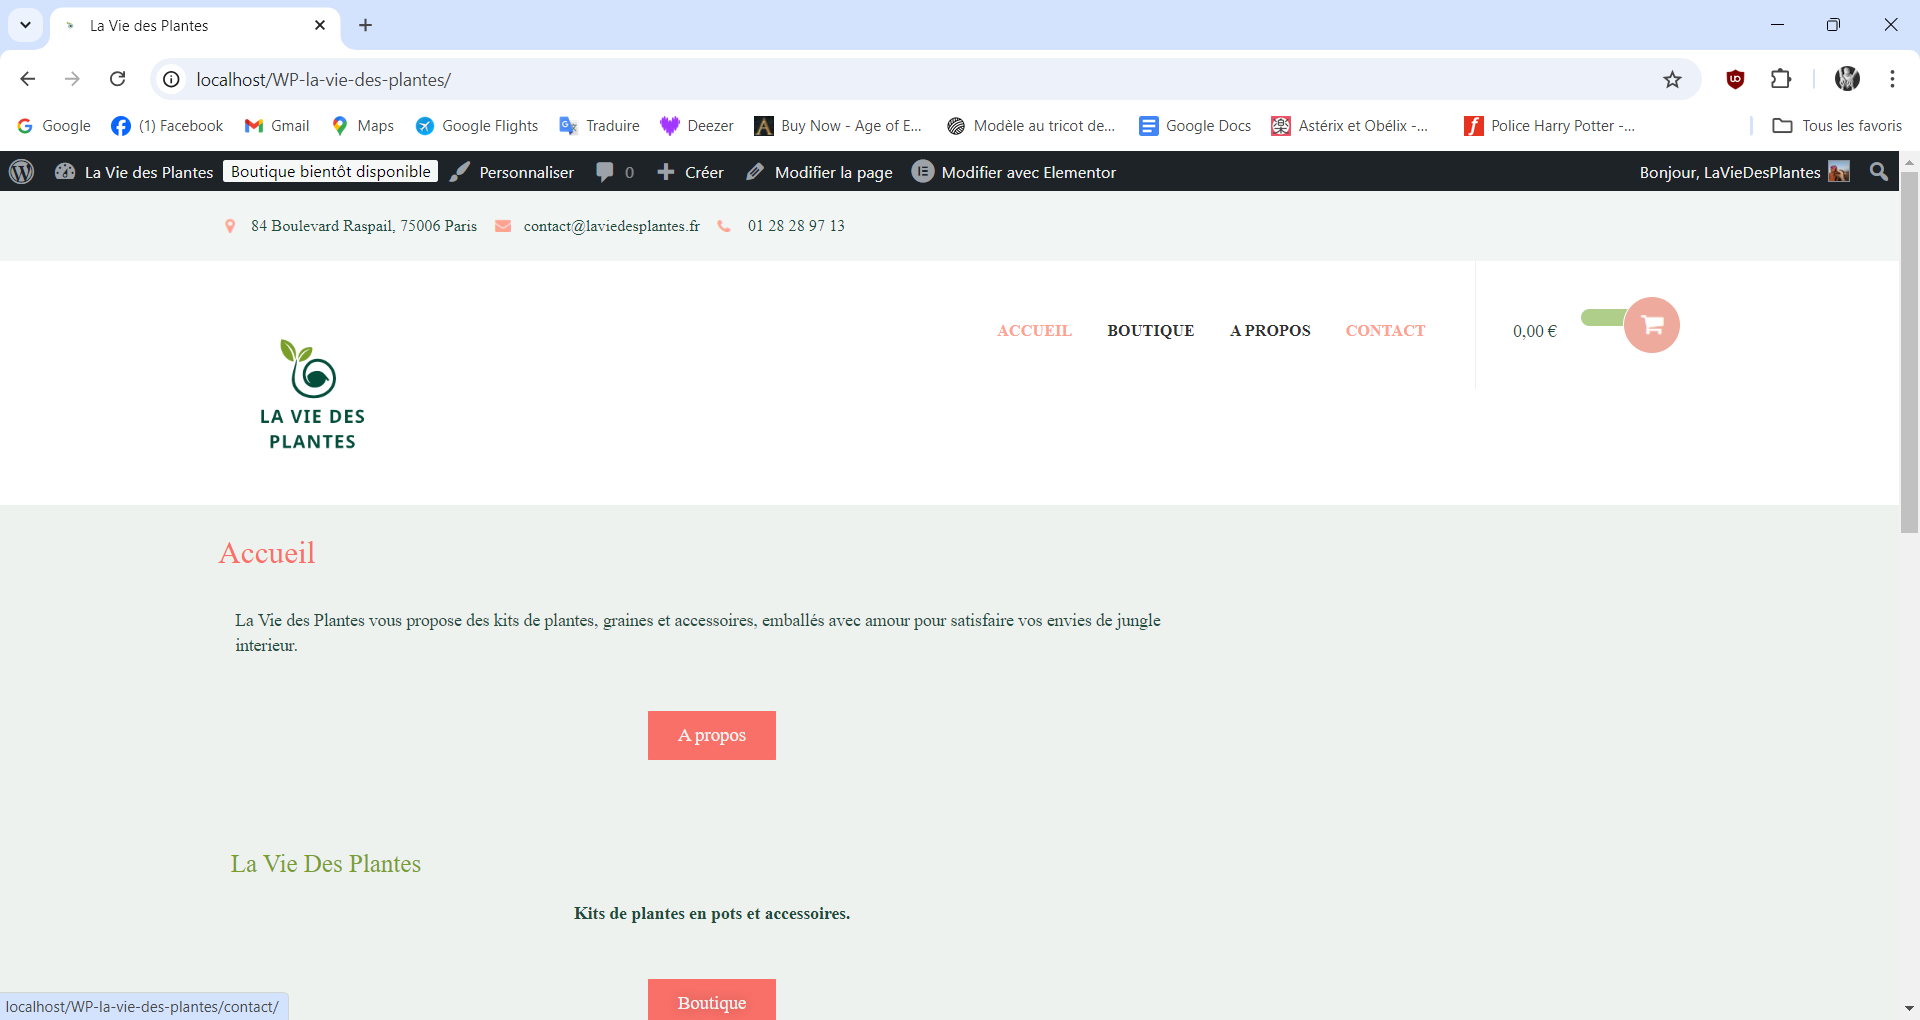 La Vie des Plantes
localhost/WP-la-vie-des-plantes/
Google (1) Facebook Gmail Maps Google Flights Traduire Deezer Buy Now - Age of E... Modèle au tricot de... Google Docs Astérix et Obélix -... Police Harry Potter -... Tous les favoris
La Vie des Plantes Boutique bientôt disponible Personnaliser 0 Créer Modifier la page Modifier avec Elementor Bonjour, LaVieDesPlantes
84 Boulevard Raspail, 75006 Paris contact@laviedesplantes.fr 01 28 28 97 13
ACCUEIL BOUTIQUE A PROPOS CONTACT 0,00 €
LA VIE DES
PLANTES
Accueil
La Vie des Plantes vous propose des kits de plantes, graines et accessoires, emballés avec amour pour satisfaire vos envies de jungle
interieur.
A propos
La Vie Des Plantes
Kits de plantes en pots et accessoires.
Boutique
localhost/WP-la-vie-des-plantes/contact/